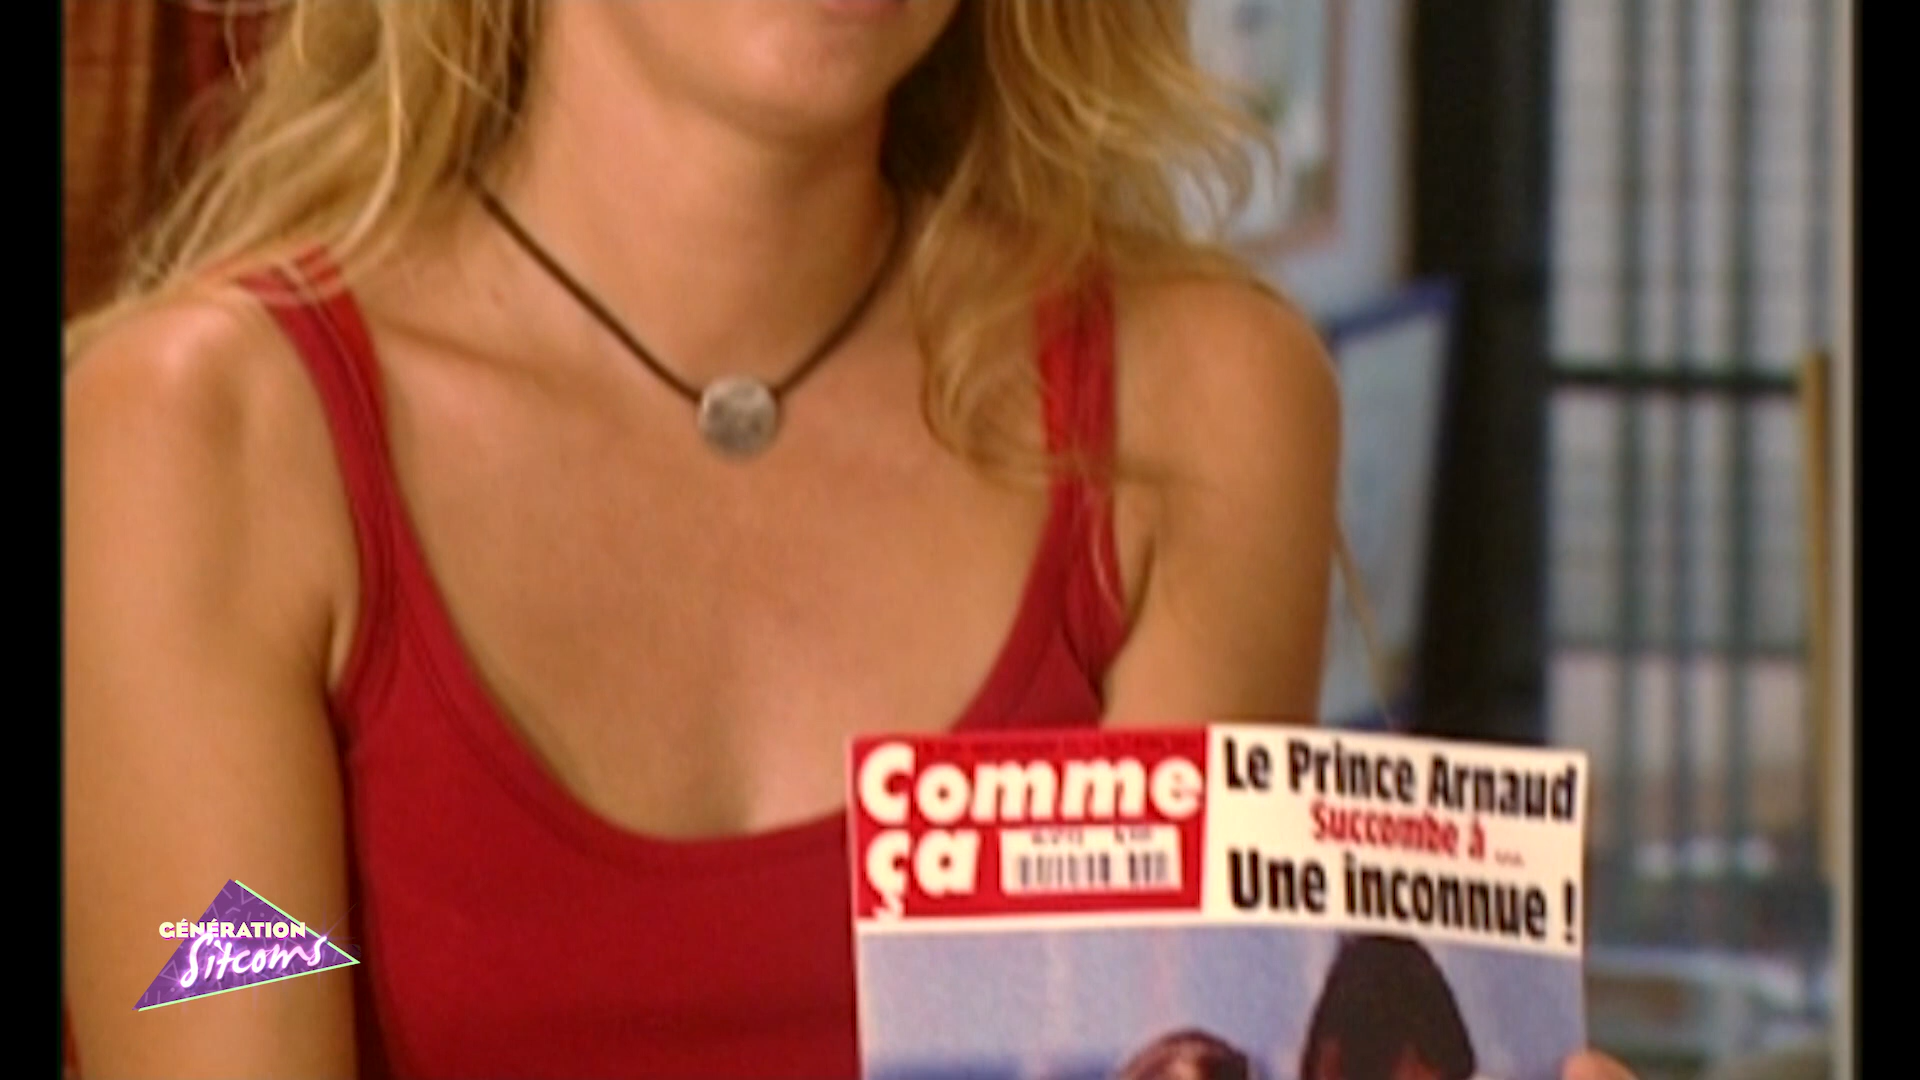 Comme
ça
Le Prince Arnaud
Succombe à ...
Une inconnue !
GÉNÉRATION
Sitcoms